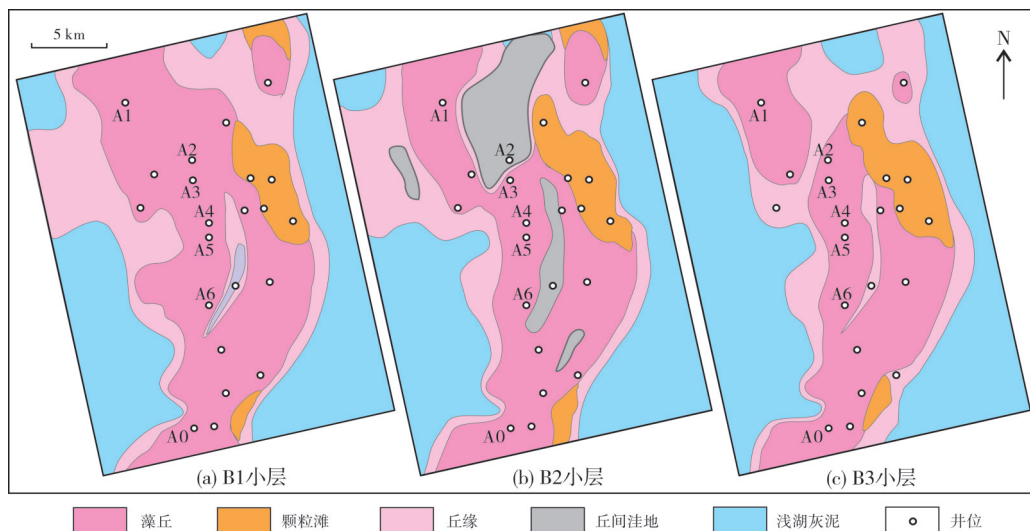 5 km
N
A1
A2
A3
A4
A5
A6
A0
(a) B1小层
A1
A2
A3
A4
A5
A6
A0
(b) B2小层
A1
A2
A3
A4
A5
A6
(c) B3小层
A0
藻丘
颗粒滩
丘缘
丘间洼地
浅湖灰泥
井位